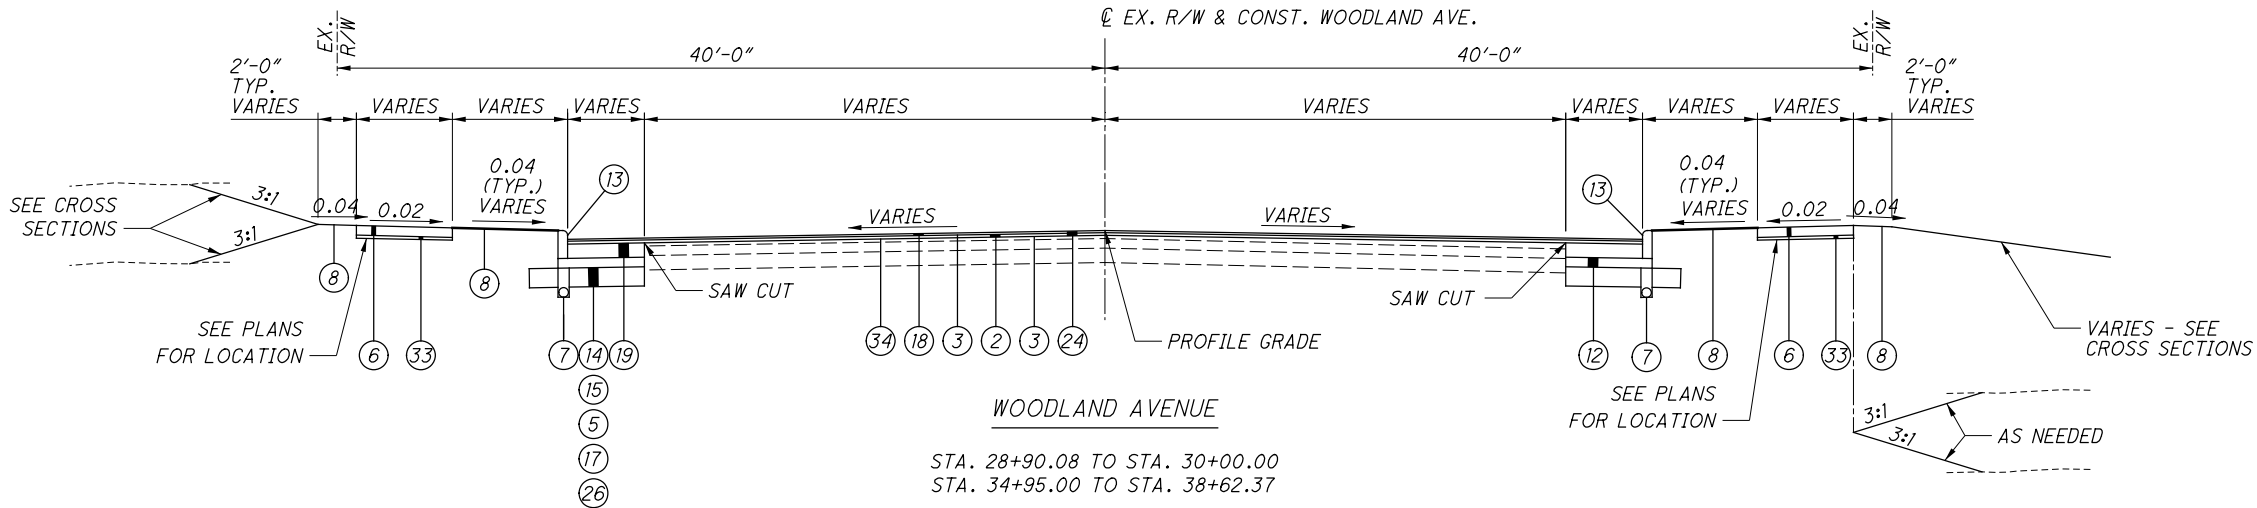 ℄ EX. R/W & CONST. WOODLAND AVE.
EX.
R/W
EX.
R/W
40'-0"
40'-0"
2'-0"
TYP.
VARIES
VARIES
VARIES
VARIES
VARIES
VARIES
VARIES
VARIES
VARIES
2'-0"
TYP.
VARIES
SEE CROSS
SECTIONS
3:1
3:1
0.04
0.02
0.04
(TYP.)
VARIES
13
VARIES
VARIES
13
0.04
(TYP.)
VARIES
0.02
0.04
8
8
SAW CUT
SAW CUT
SEE PLANS
FOR LOCATION
6
33
7
14
19
15
5
17
26
34
18
3
2
3
24
PROFILE GRADE
12
7
8
6
33
8
VARIES - SEE
CROSS SECTIONS
SEE PLANS
FOR LOCATION
3:1
3:1
AS NEEDED
WOODLAND AVENUE
STA. 28+90.08 TO STA. 30+00.00
STA. 34+95.00 TO STA. 38+62.37